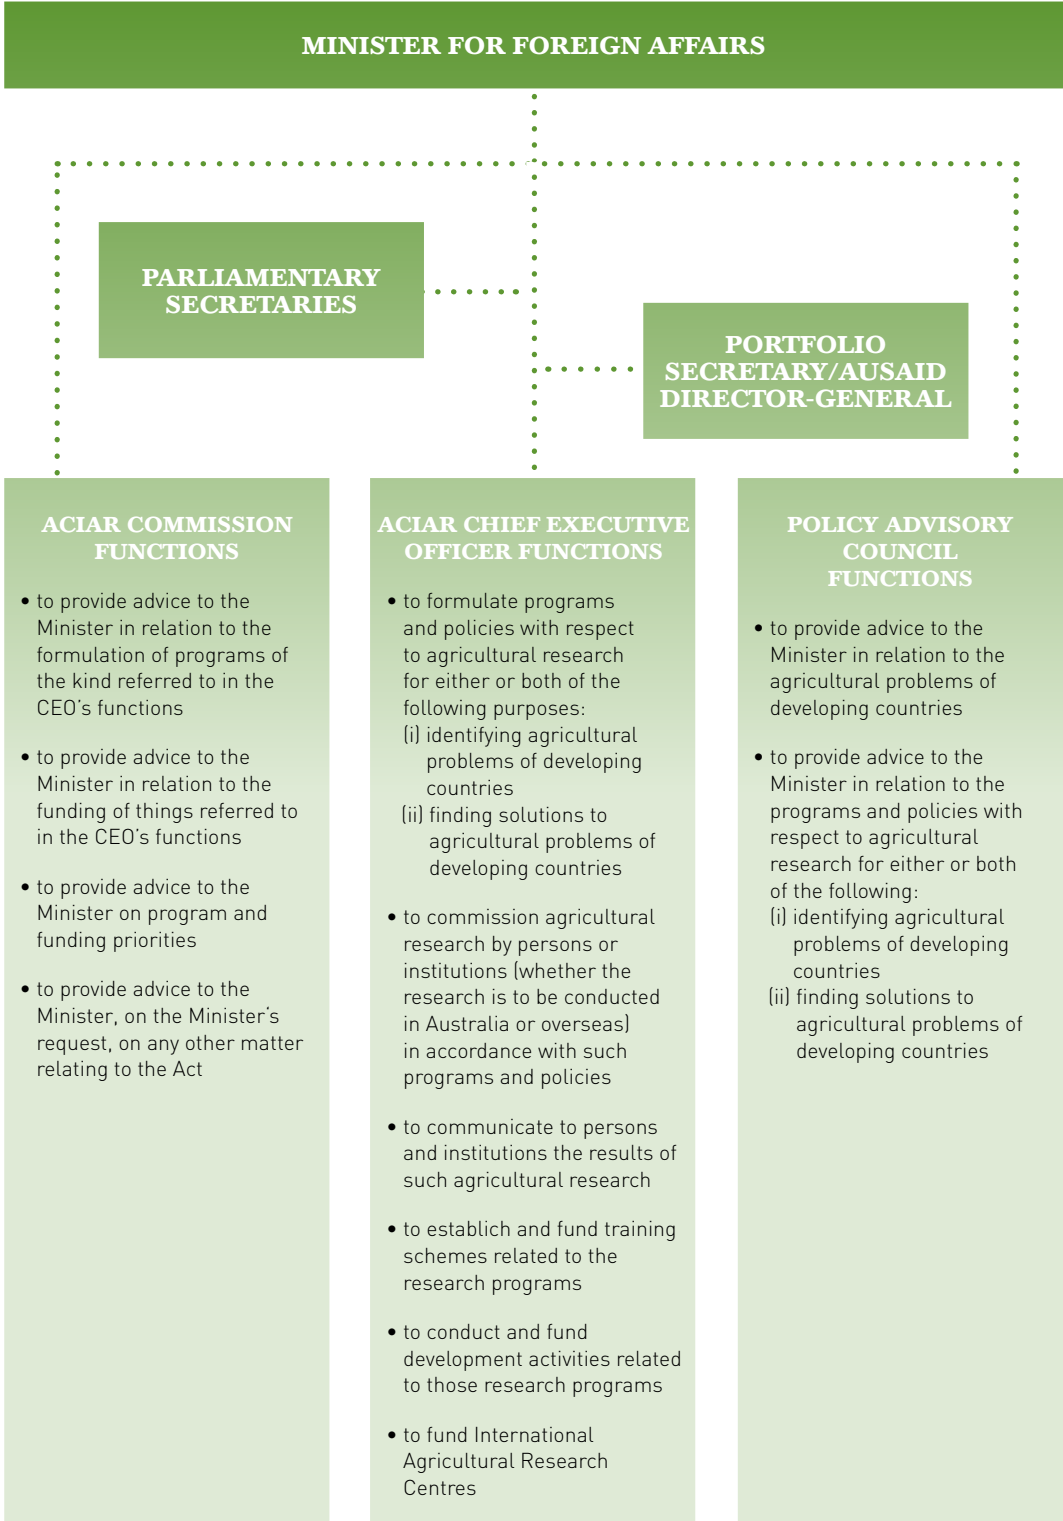 MINISTER FOR FOREIGN AFFAIRS
PARLIAMENTARY
SECRETARIES
PORTFOLIO
SECRETARY/AUSAID
DIRECTOR-GENERAL
ACIAR COMMISSION
FUNCTIONS
• to provide advice to the
Minister in relation to the
formulation of programs of
the kind referred to in the
CEO's functions
• to provide advice to the
Minister in relation to the
funding of things referred to
in the CEO's functions
• to provide advice to the
Minister on program and
funding priorities
• to provide advice to the
Minister, on the Minister's
request, on any other matter
relating to the Act
ACIAR CHIEF EXECUTIVE
OFFICER FUNCTIONS
• to formulate programs
and policies with respect
to agricultural research
for either or both of the
following purposes:
(i) identifying agricultural
problems of developing
countries
(ii) finding solutions to
agricultural problems of
developing countries
• to commission agricultural
research by persons or
institutions (whether the
research is to be conducted
in Australia or overseas)
in accordance with such
programs and policies
• to communicate to persons
and institutions the results of
such agricultural research
• to establich and fund training
schemes related to the
research programs
• to conduct and fund
development activities related
to those research programs
• to fund International
Agricultural Research
Centres
POLICY ADVISORY
COUNCIL
FUNCTIONS
• to provide advice to the
Minister in relation to the
agricultural problems of
developing countries
• to provide advice to the
Minister in relation to the
programs and policies with
respect to agricultural
research for either or both
of the following:
(i) identifying agricultural
problems of developing
countries
(ii) finding solutions to
agricultural problems of
developing countries